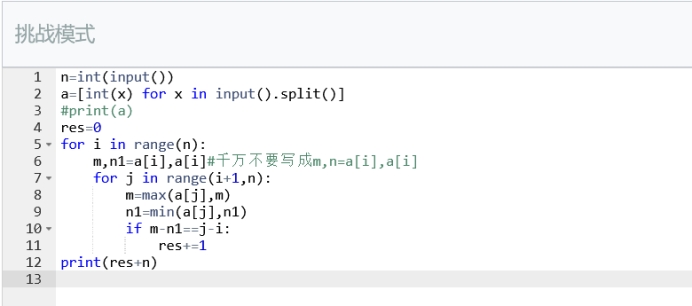 挑战模式
1 n=int(input())
2 a=[int(x) for x in input().split()]
3 #print(a)
4 res=0
5 for i in range(n):
6     m,n1=a[i],a[i]#千万不要写成m,n=a[i],a[i]
7     for j in range(i+1,n):
8         m=max(a[j],m)
9         n1=min(a[j],n1)
10         if m-n1==j-i:
11             res+=1
12 print(res+n)
13